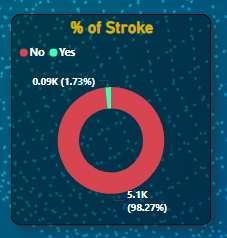 % of Stroke
No Yes
0.09K (1.73%)
5.1K
(98.27%)